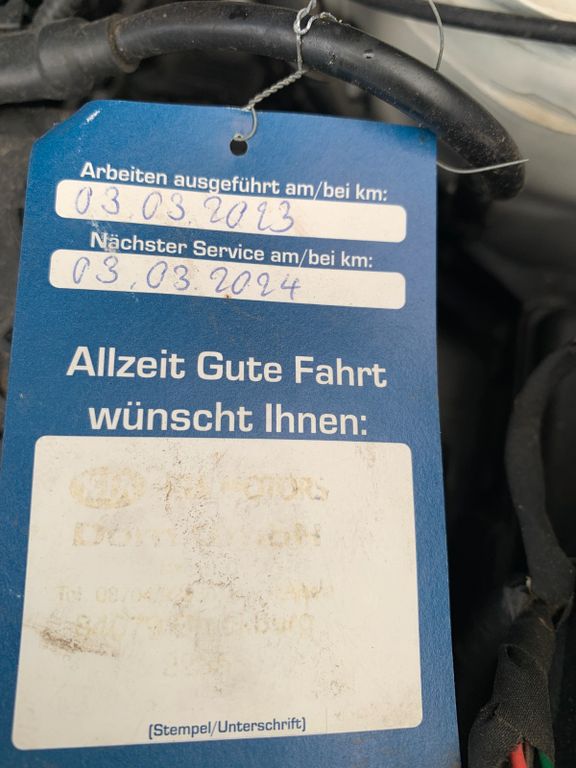 Arbeiten ausgeführt am/bei km:
03.03.2023
Nächster Service am/bei km:
03.03.2024
Allzeit Gute Fahrt
wünscht Ihnen:
MOTORS
(Stempel/Unterschrift)